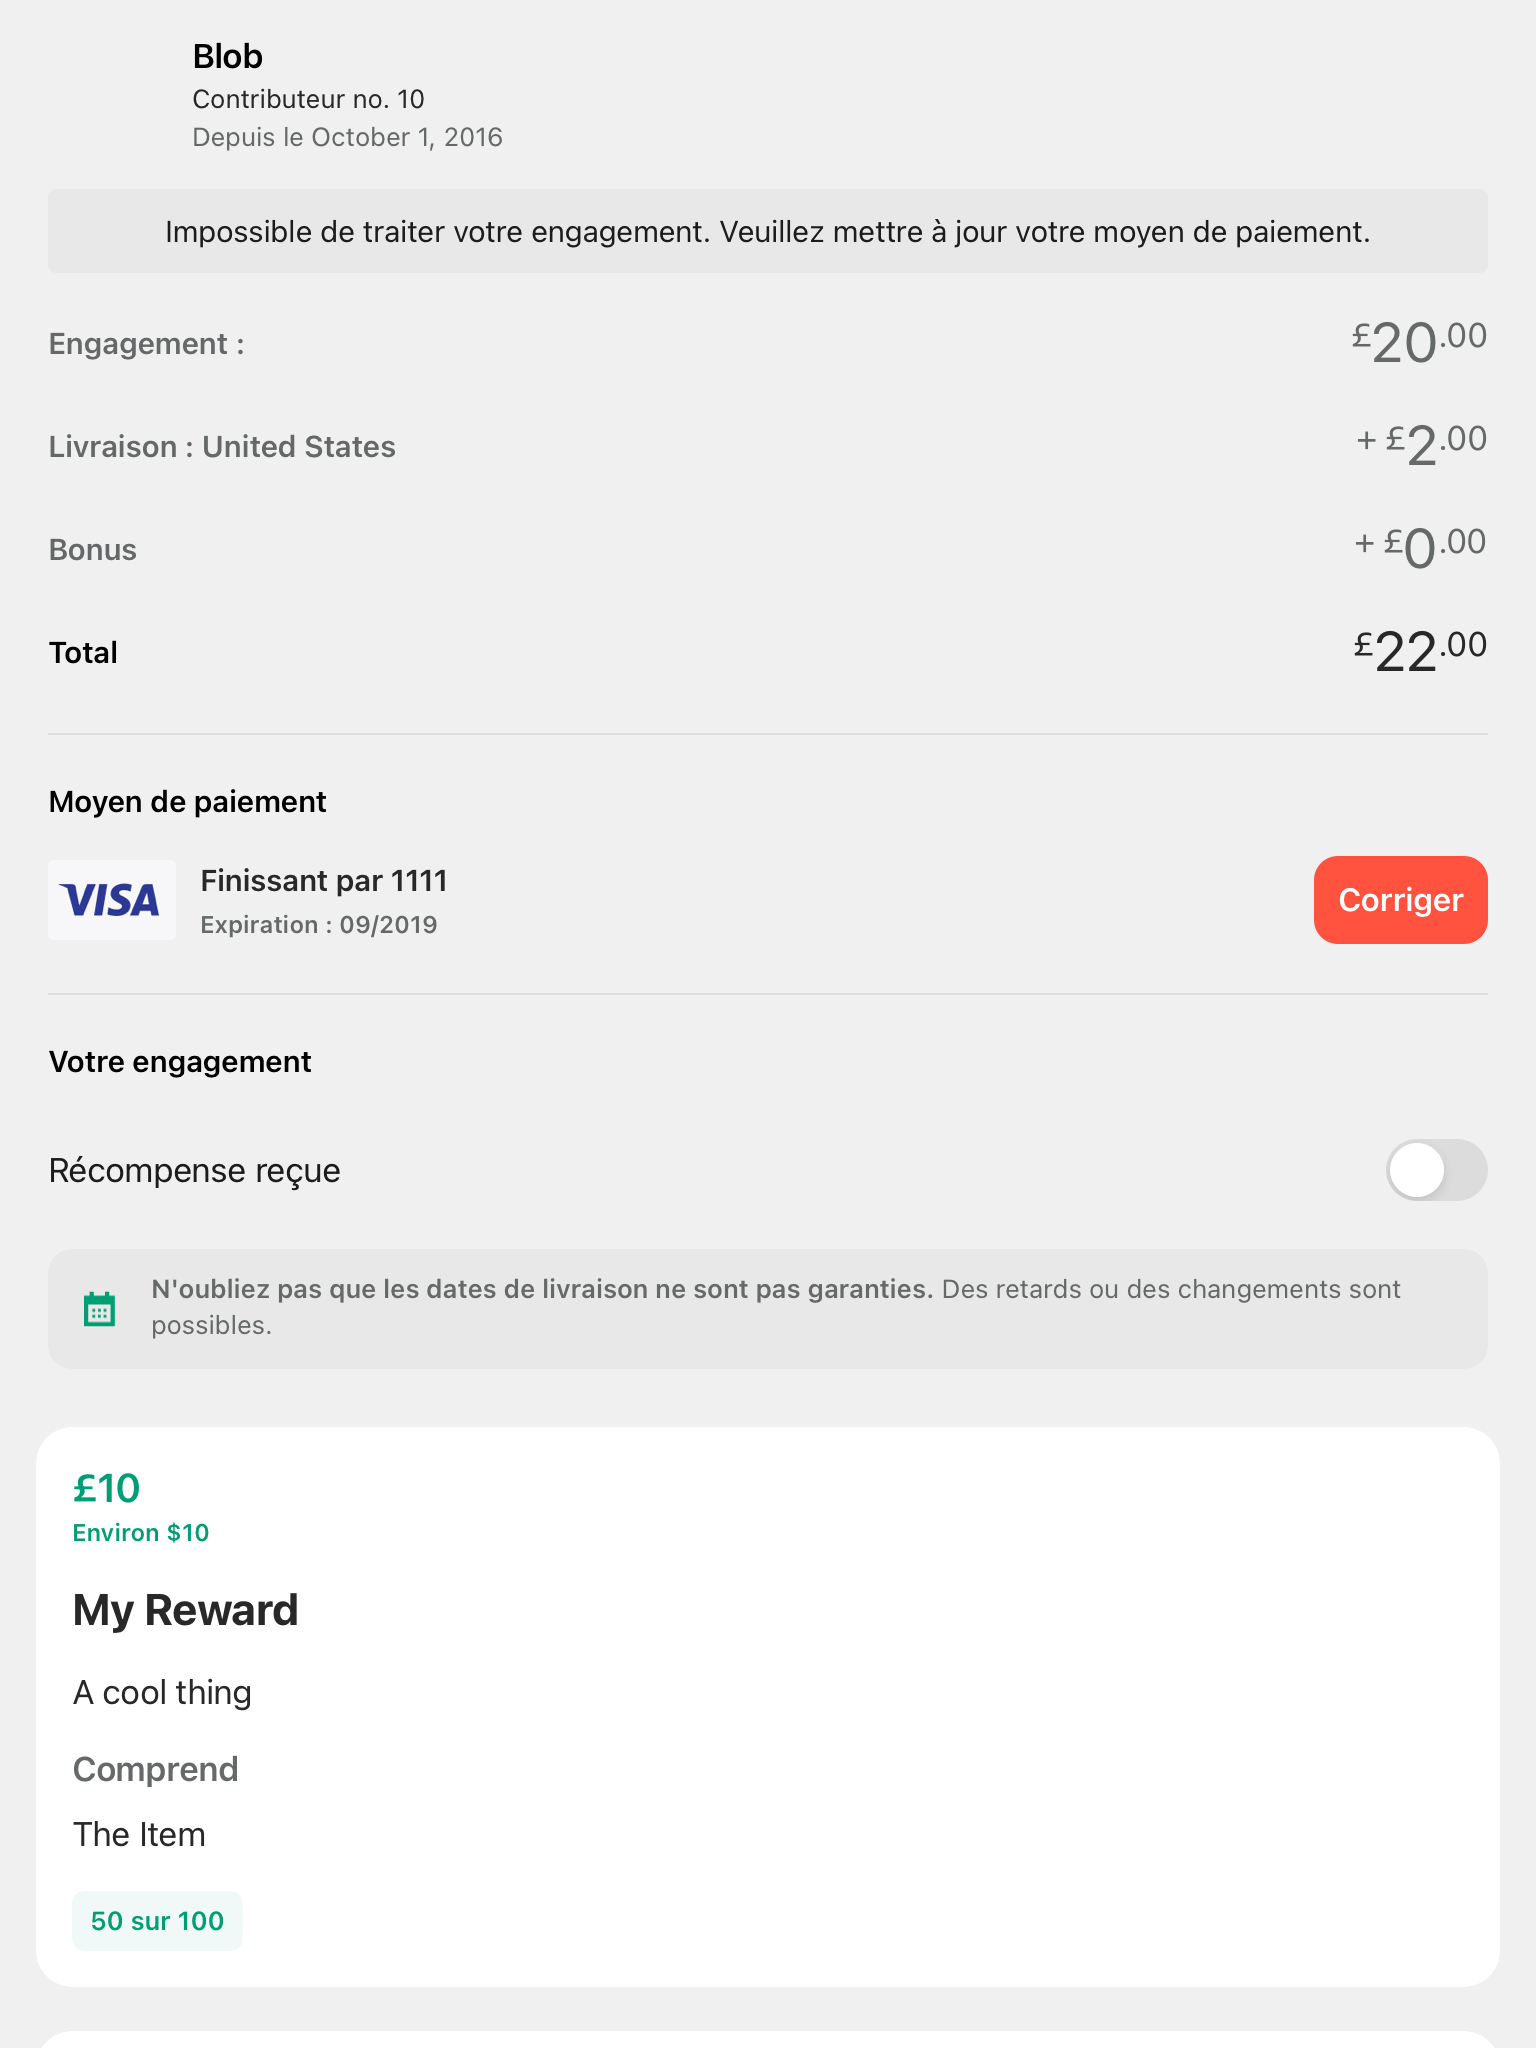 Blob
Contributeur no. 10
Depuis le October 1, 2016
Impossible de traiter votre engagement. Veuillez mettre à jour votre moyen de paiement.
Engagement : £20.00
Livraison : United States + £2.00
Bonus + £0.00
Total £22.00
Moyen de paiement
VISA
Finissant par 1111
Expiration : 09/2019
Corriger
Votre engagement
Récompense reçue
N'oubliez pas que les dates de livraison ne sont pas garanties. Des retards ou des changements sont
possibles.
£10
Environ $10
My Reward
A cool thing
Comprend
The Item
50 sur 100